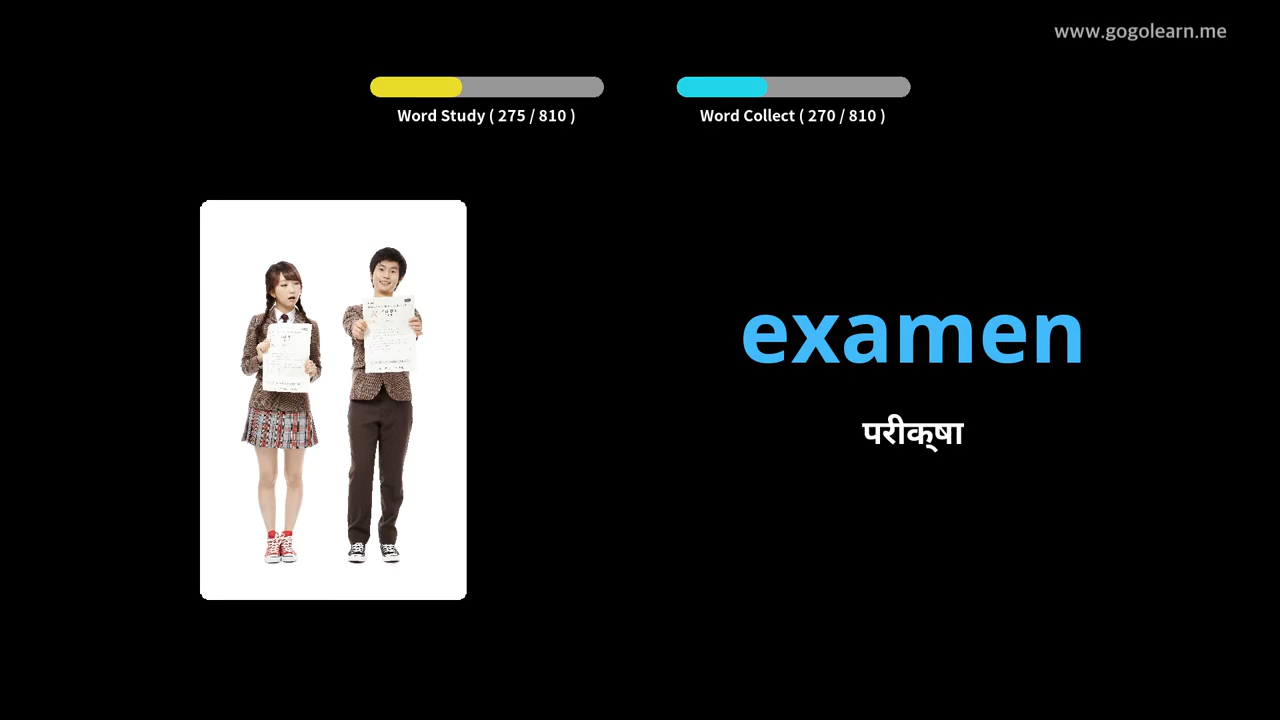 www.gogolearn.me
Word Study ( 275 / 810 )
Word Collect ( 270 / 810 )
examen
परीक्‌षा